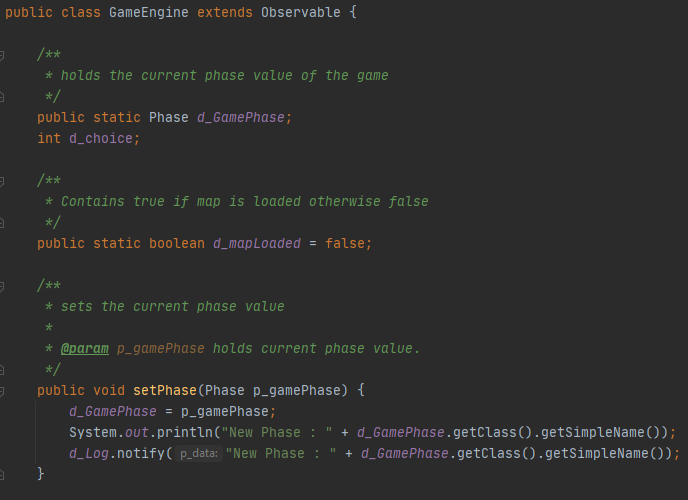 public class GameEngine extends Observable {
/**
* holds the current phase value of the game
*/
public static Phase d_GamePhase;
int d_choice;
/**
* Contains true if map is loaded otherwise false
*/
public static boolean d_mapLoaded = false;
/**
* sets the current phase value
*
* @param p_gamePhase holds current phase value.
*/
public void setPhase(Phase p_gamePhase) {
d_GamePhase = p_gamePhase;
System.out.println("New Phase : " + d_GamePhase.getClass().getSimpleName());
d_Log.notify( p_data: "New Phase : " + d_GamePhase.getClass().getSimpleName());
}